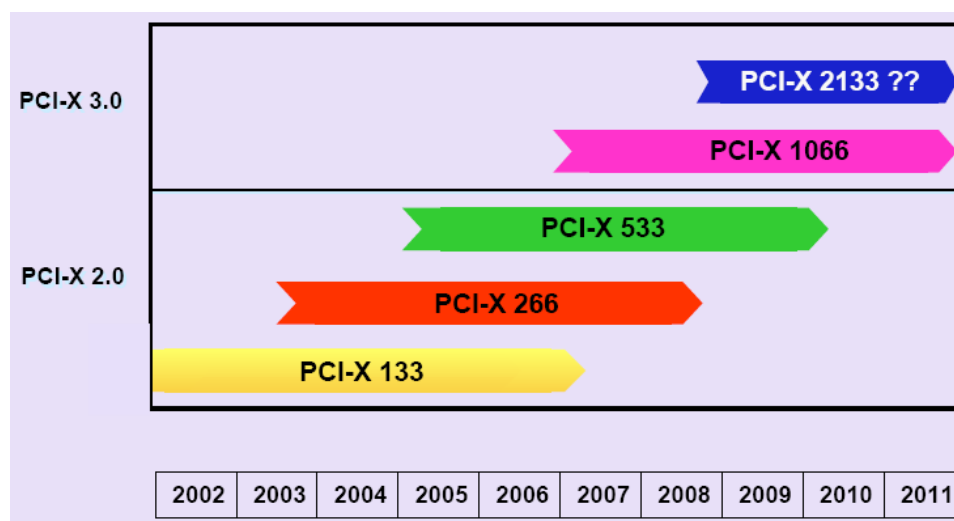 PCI-X 3.0
PCI-X 2133 ??
PCI-X 1066
PCI-X 2.0
PCI-X 533
PCI-X 266
PCI-X 133
2002 2003 2004 2005 2006 2007 2008 2009 2010 2011